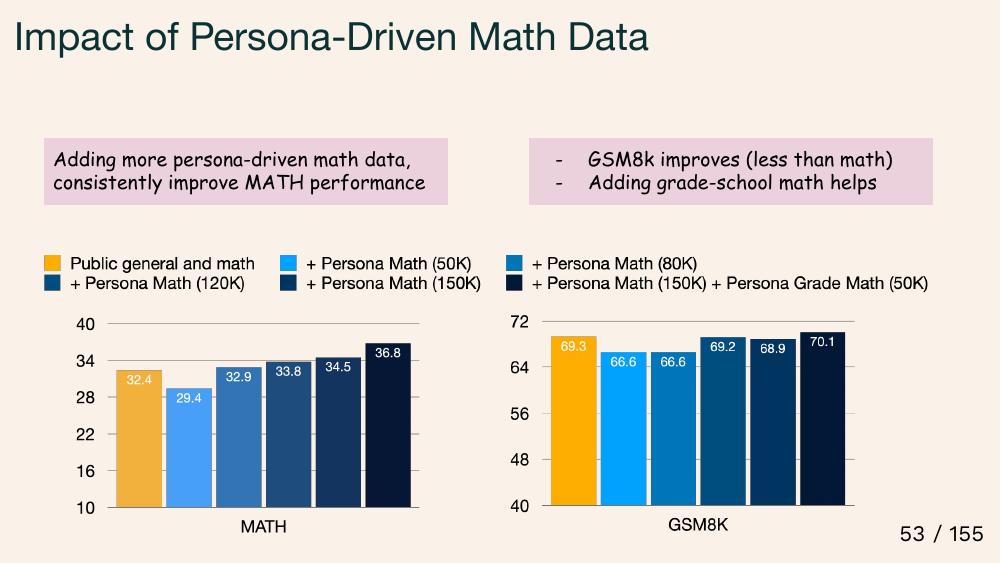 Impact of Persona-Driven Math Data
Adding more persona-driven math data,
consistently improve MATH performance
- GSM8k improves (less than math)
- Adding grade-school math helps
Public general and math
+ Persona Math (50K)
+ Persona Math (80K)
+ Persona Math (120K)
+ Persona Math (150K)
+ Persona Math (150K) + Persona Grade Math (50K)
40
34
28
22
16
10
32.4
29.4
32.9
33.8
34.5
36.8
MATH
72
64
56
48
40
69.3
66.6
66.6
69.2
68.9
70.1
GSM8K
53 / 155